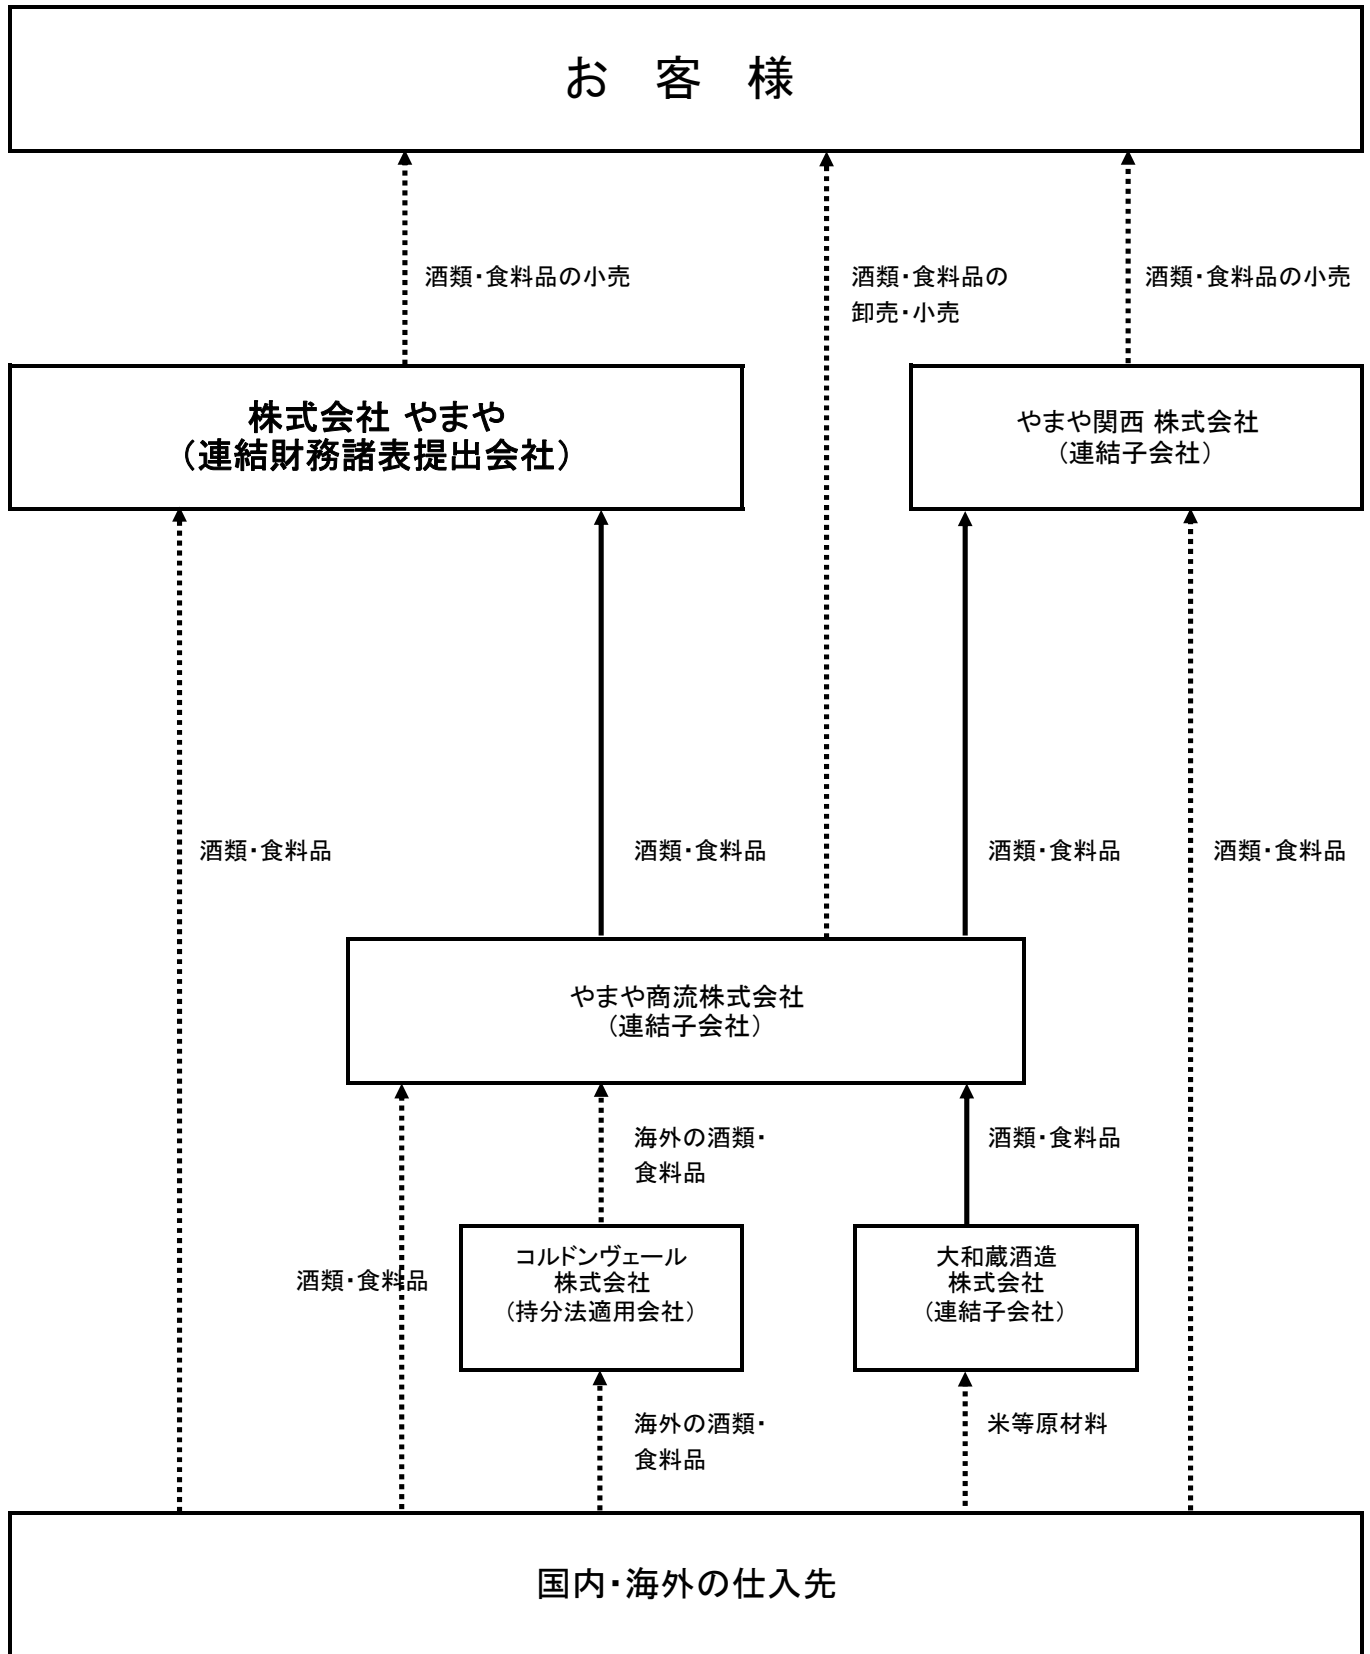 お　客　様
酒類・食料品の小売
酒類・食料品の
卸売・小売
酒類・食料品の小売
株式会社 やまや
（連結財務諸表提出会社）
やまや関西 株式会社
（連結子会社）
酒類・食料品
酒類・食料品
酒類・食料品
酒類・食料品
やまや商流株式会社
（連結子会社）
海外の酒類・
食料品
酒類・食料品
酒類・食料品
コルドンヴェール
株式会社
（持分法適用会社）
大和蔵酒造
株式会社
（連結子会社）
海外の酒類・
食料品
米等原材料
国内・海外の仕入先